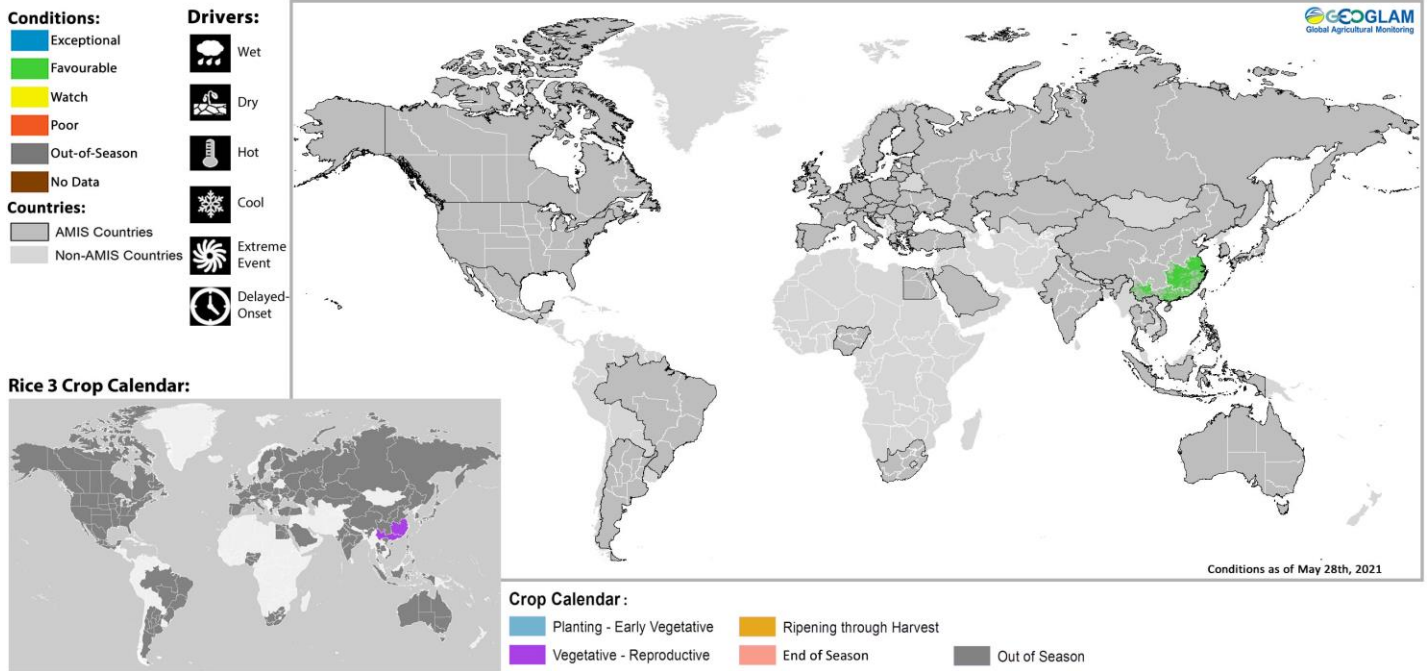 Conditions:
Exceptional
Favourable
Watch
Poor
Out-of-Season
No Data
Countries:
AMIS Countries
Non-AMIS Countries
Drivers:
Wet
Dry
Hot
Cool
Extreme
Event
Delayed-
Onset
GEOGLAM
Global Agricultural Monitoring
Conditions as of May 28th, 2021
Rice 3 Crop Calendar:
Crop Calendar :
Planting - Early Vegetative
Ripening through Harvest
Vegetative - Reproductive
End of Season
Out of Season